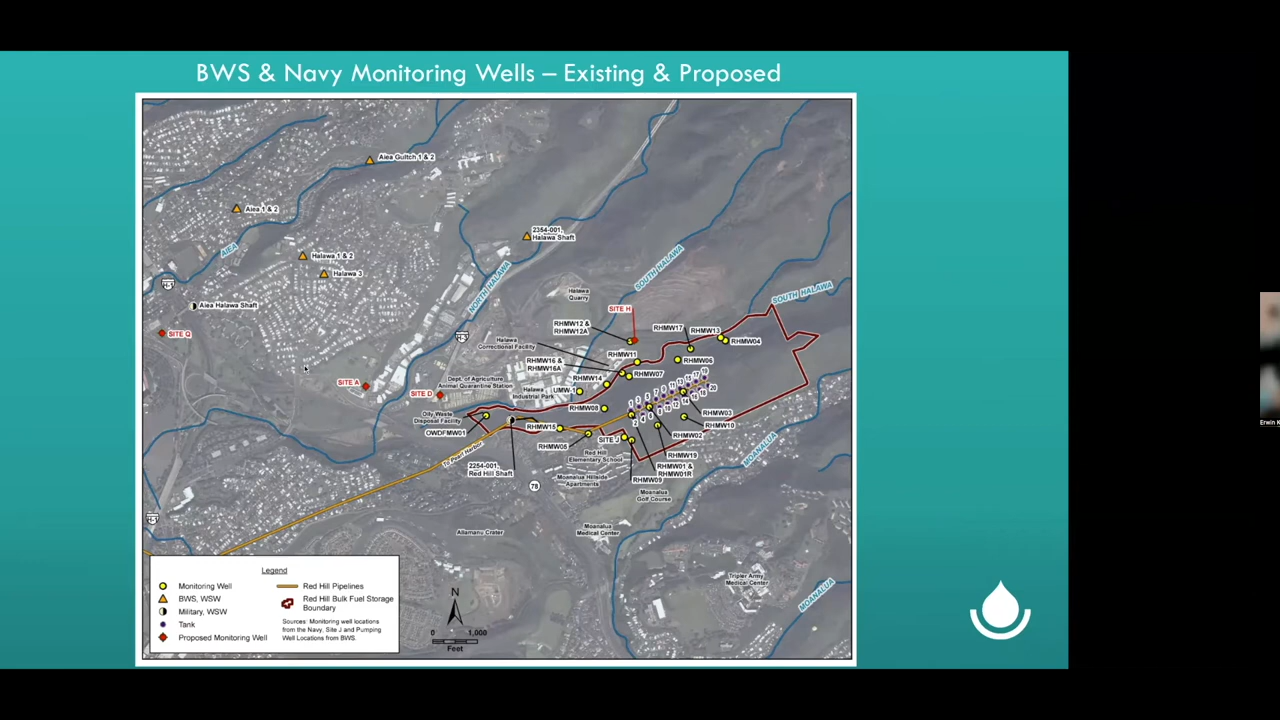 BWS & Navy Monitoring Wells – Existing & Proposed
Aiea Gultch 1 & 2
Aiea 1 & 2
2354-001,
Halawa Shaft
AIEA
Halawa 1 & 2
Halawa 3
NORTH HALAWA
SOUTH HALAWA
SOUTH HALAWA
Halawa
Quarry
Aiea Halawa Shaft
SITE H
SITE Q
RHMW12 &
RHMW12A
RHMW17
RHMW13
RHMW04
Halawa
Correctional Facility
RHMW11
RHMW16 &
RHMW16A
RHMW06
RHMW07
RHMW14
SITE A
Dept. of Agriculture
Animal Quarantine Station
SITE D
Halawa
Industrial Park
UMW-1
RHMW08
Oily Waste
Disposal Facility
OWDFMW01
RHMW15
RHMW03
RHMW10
RHMW02
RHMW05
SITE J
Red Hill
Elementary School
RHMW19
To Pearl Harbor
2254-001,
Red Hill Shaft
RHMW01 &
RHMW01R
Moanalua Hillside
Apartments
RHMW09
78
Moanalua
Golf Course
MOANALUA
Aliamanu Crater
Moanalua
Medical Center
Tripler Army
Medical Center
MOANALUA
Legend
Monitoring Well
BWS, WSW
Military, WSW
Tank
Proposed Monitoring Well
Red Hill Pipelines
Red Hill Bulk Fuel Storage
Boundary
Sources: Monitoring well locations
from the Navy, Site J and Pumping
Well Locations from BWS.
N
0 1,000
Feet
Erwin K